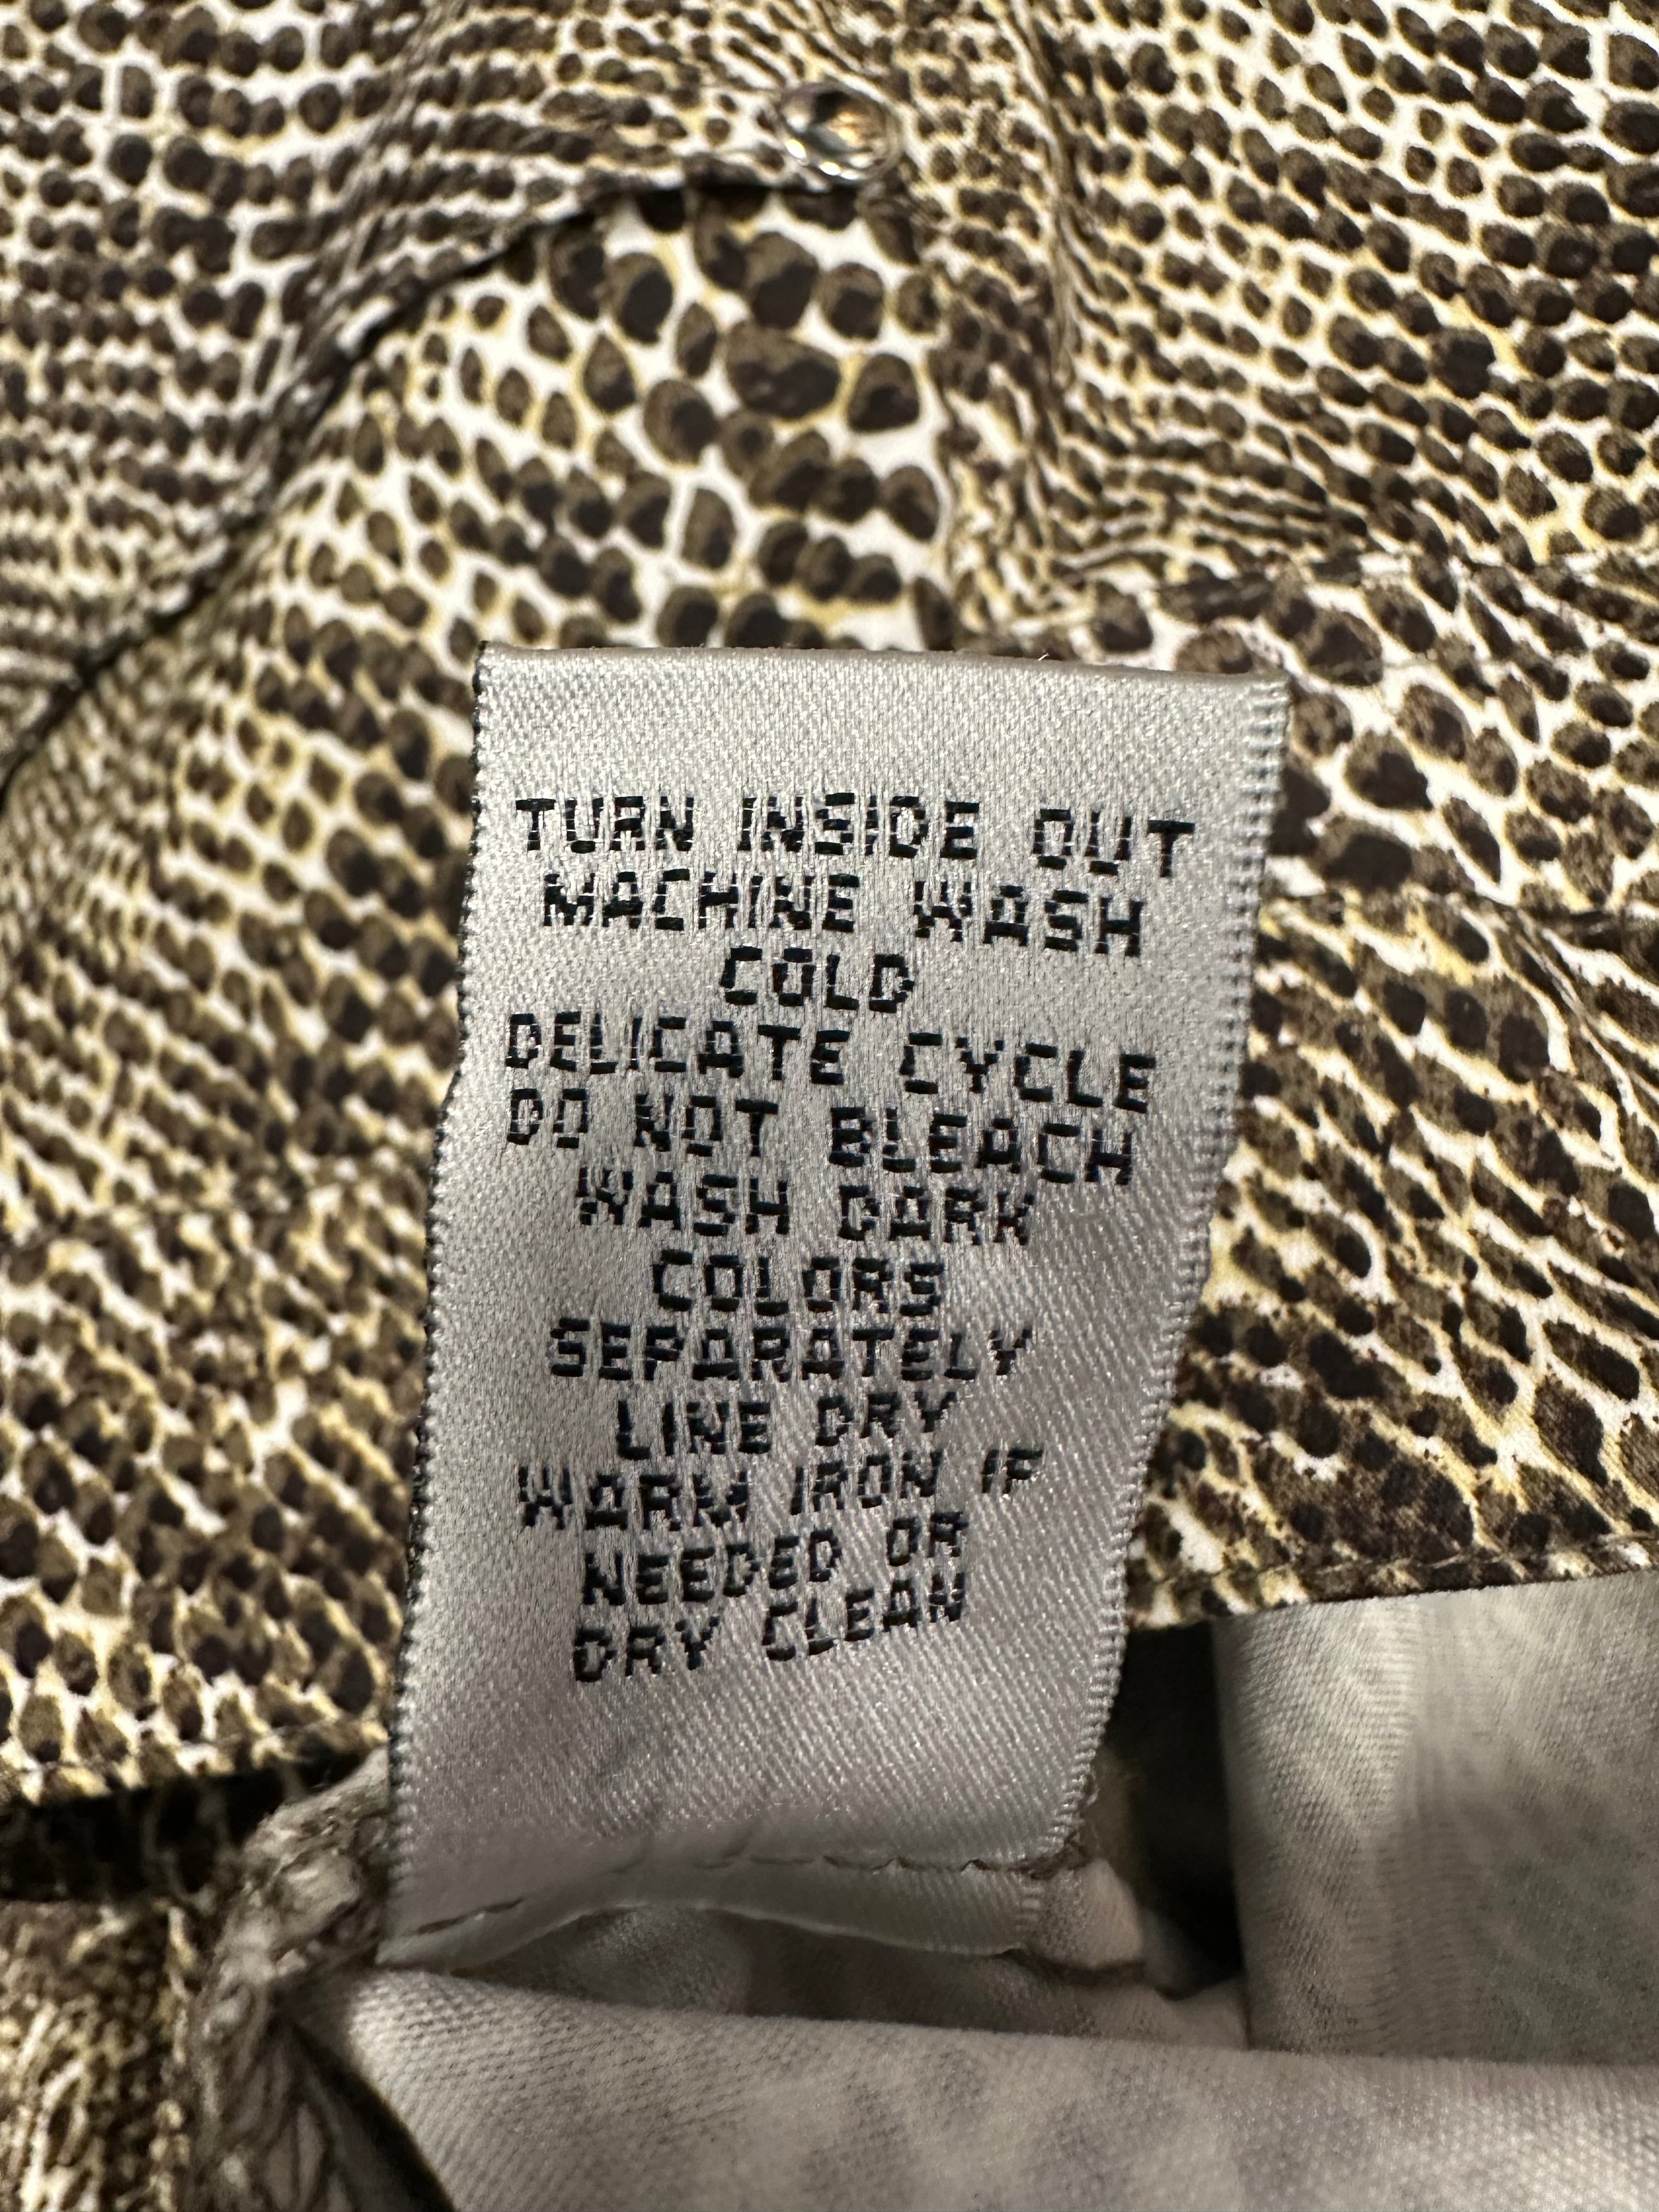 TURN INSIDE OUT
MACHINE WASH
COLD
DELICATE CYCLE
DO NOT BLEACH
WASH DARK
COLORS
SEPARATELY
LINE DRY
WARM IRON IF
NEEDED OR
DRY CLEAN